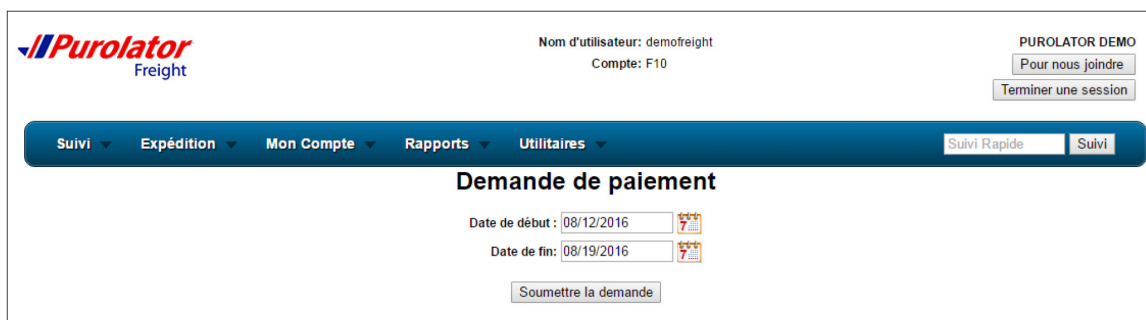 Purolator
Freight
Nom d'utilisateur: demofreight
Compte: F10
PUROLATOR DEMO
Pour nous joindre
Terminer une session
Suivi Expédition Mon Compte Rapports Utilitaires Suivi Rapide Suivi
Demande de paiement
Date de début : 08/12/2016 7
Date de fin: 08/19/2016 7
Soumettre la demande